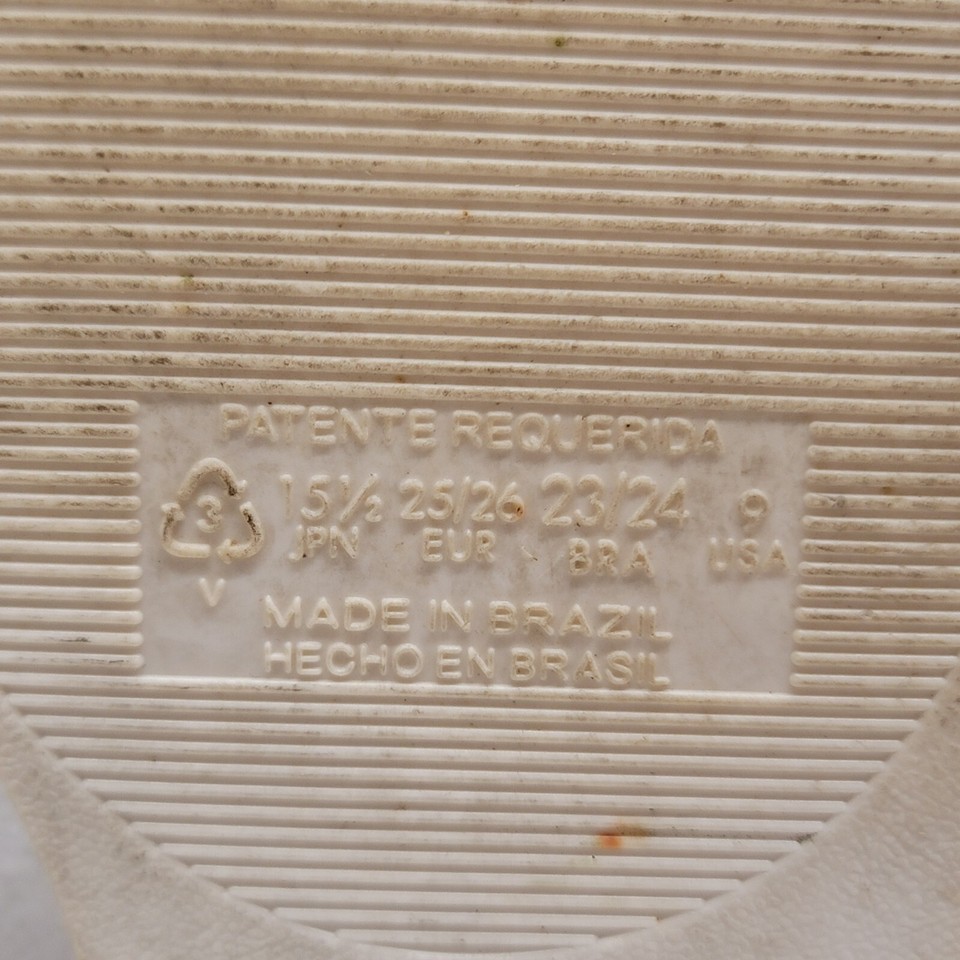 PATENTE REQUERIDA
3 15½ 25/26 23/24 9
JPN EUR BRA USA
V
MADE IN BRAZIL
HECHO EN BRASIL